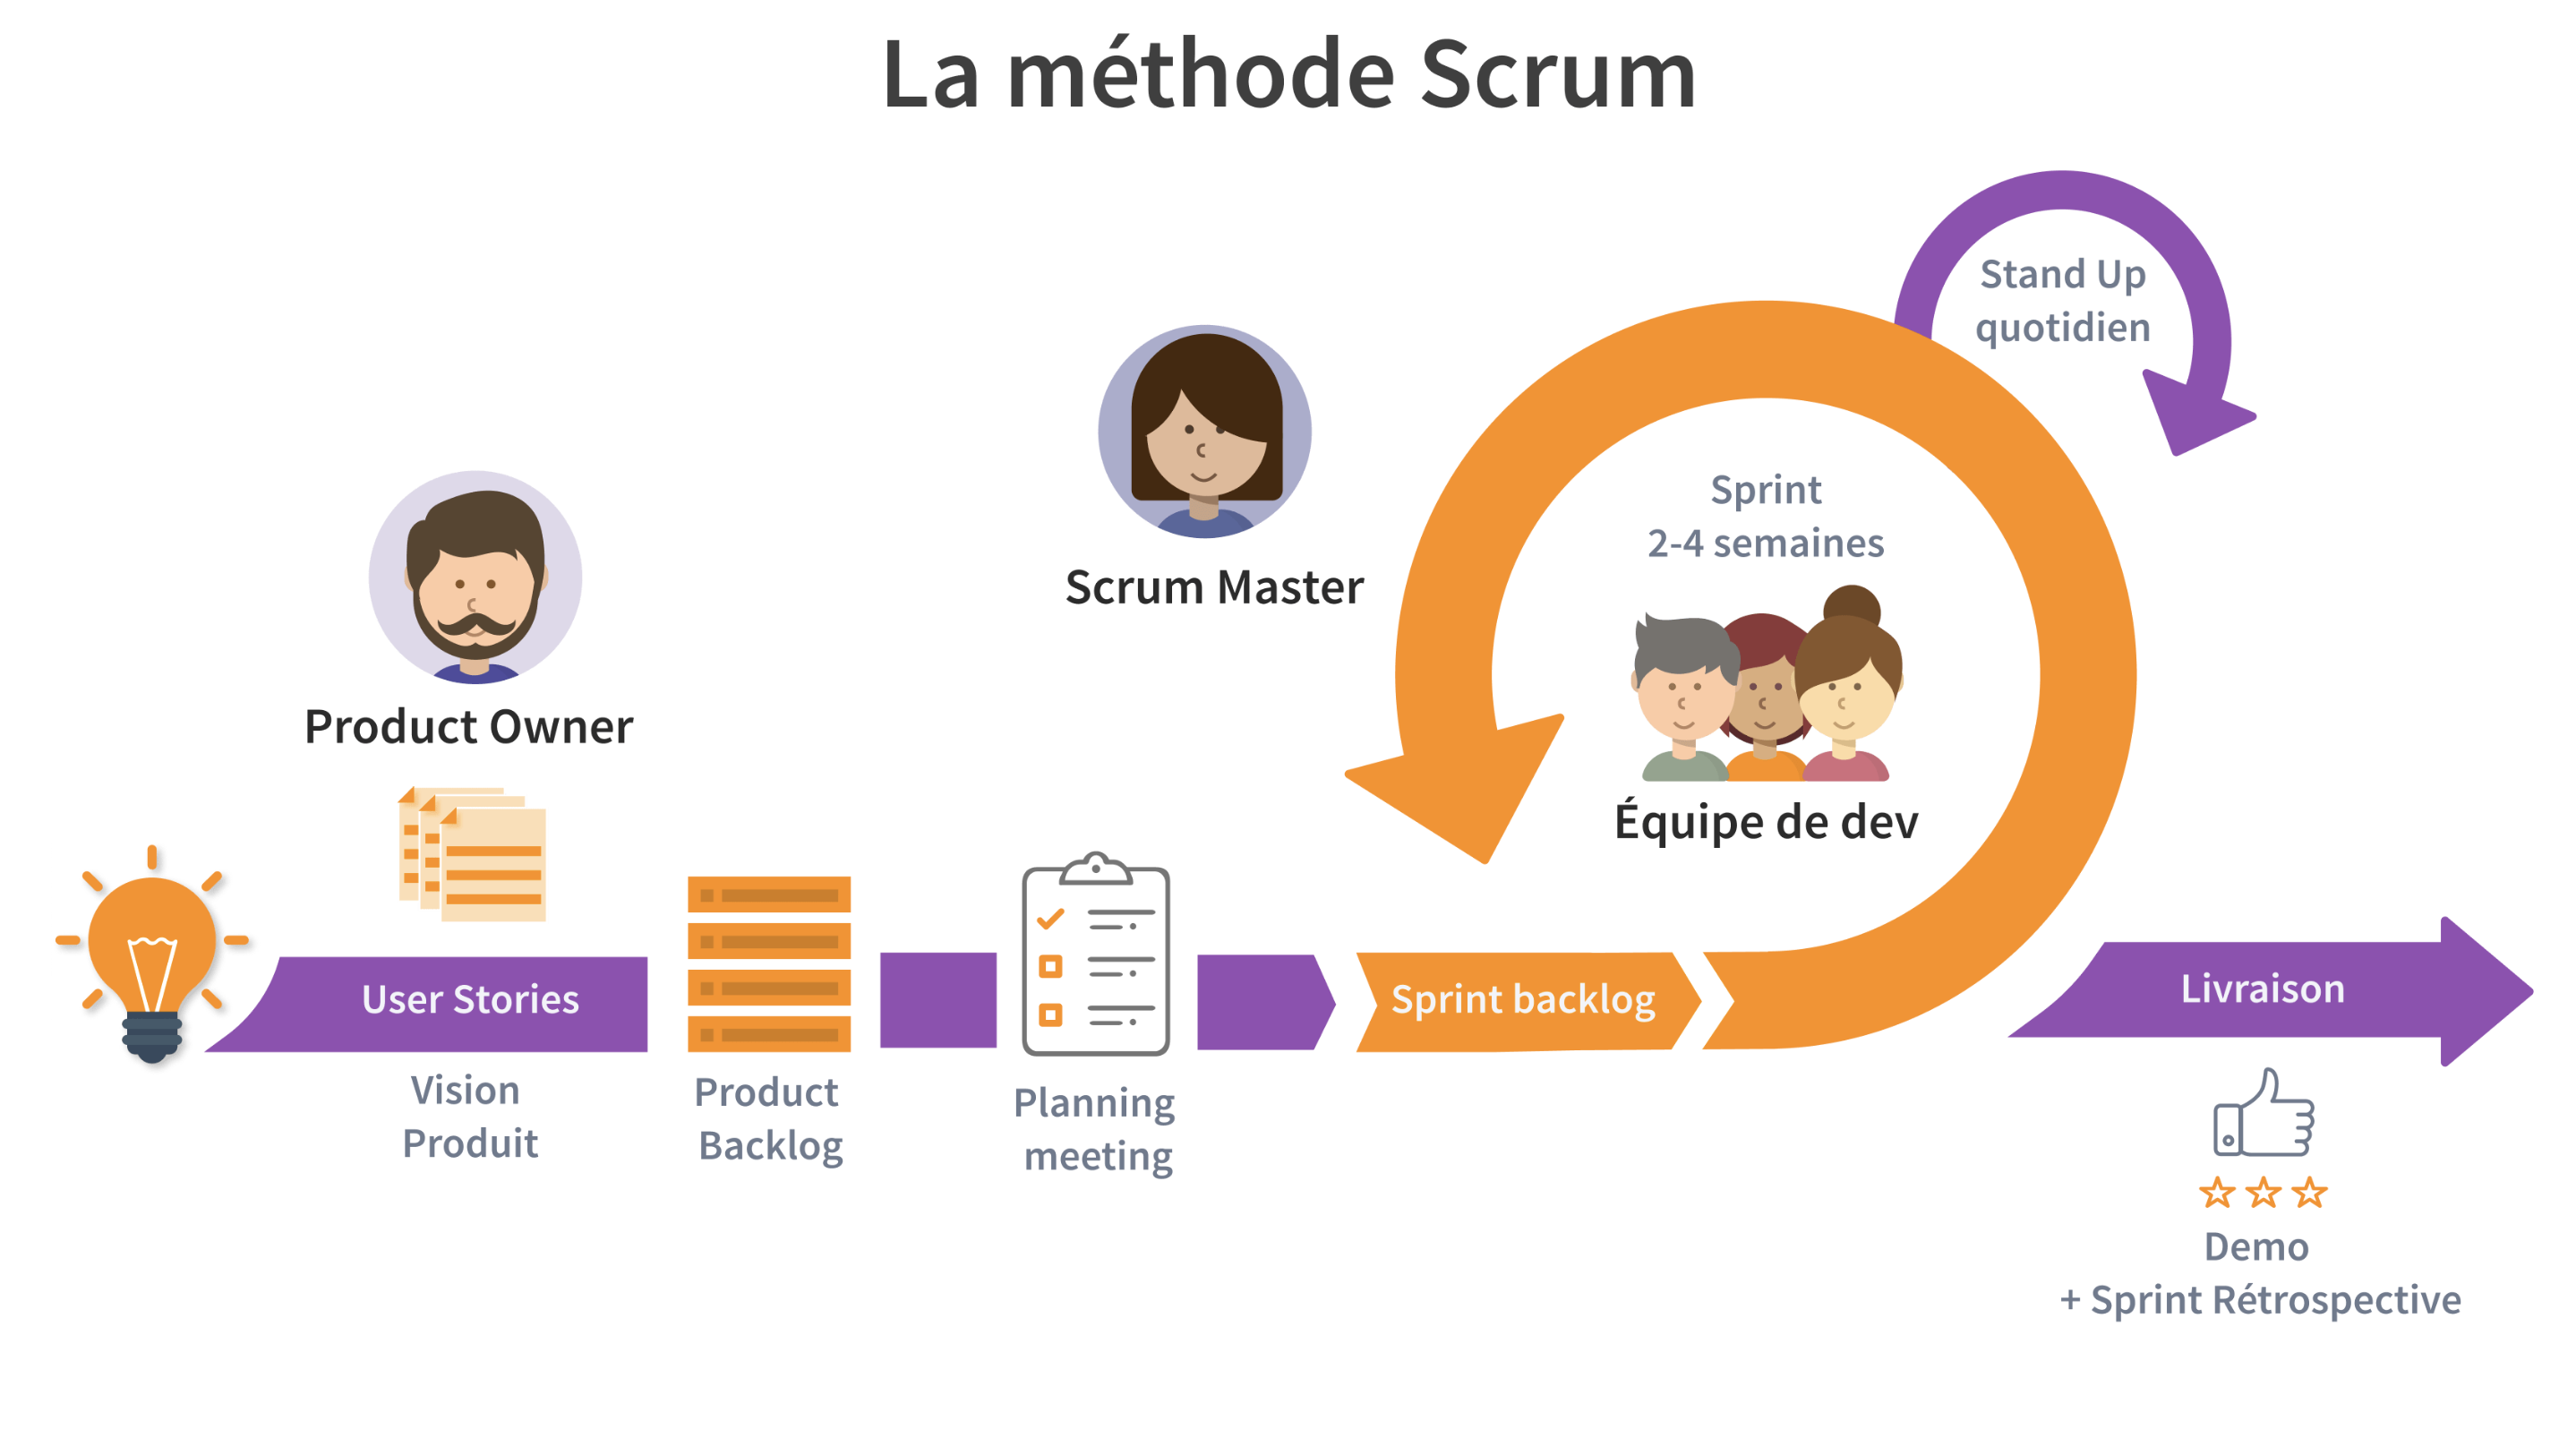 La méthode Scrum
Stand Up
quotidien
Sprint
2-4 semaines
Scrum Master
Product Owner
Équipe de dev
User Stories
Sprint backlog
Livraison
Vision
Produit
Product
Backlog
Planning
meeting
Demo
+ Sprint Rétrospective